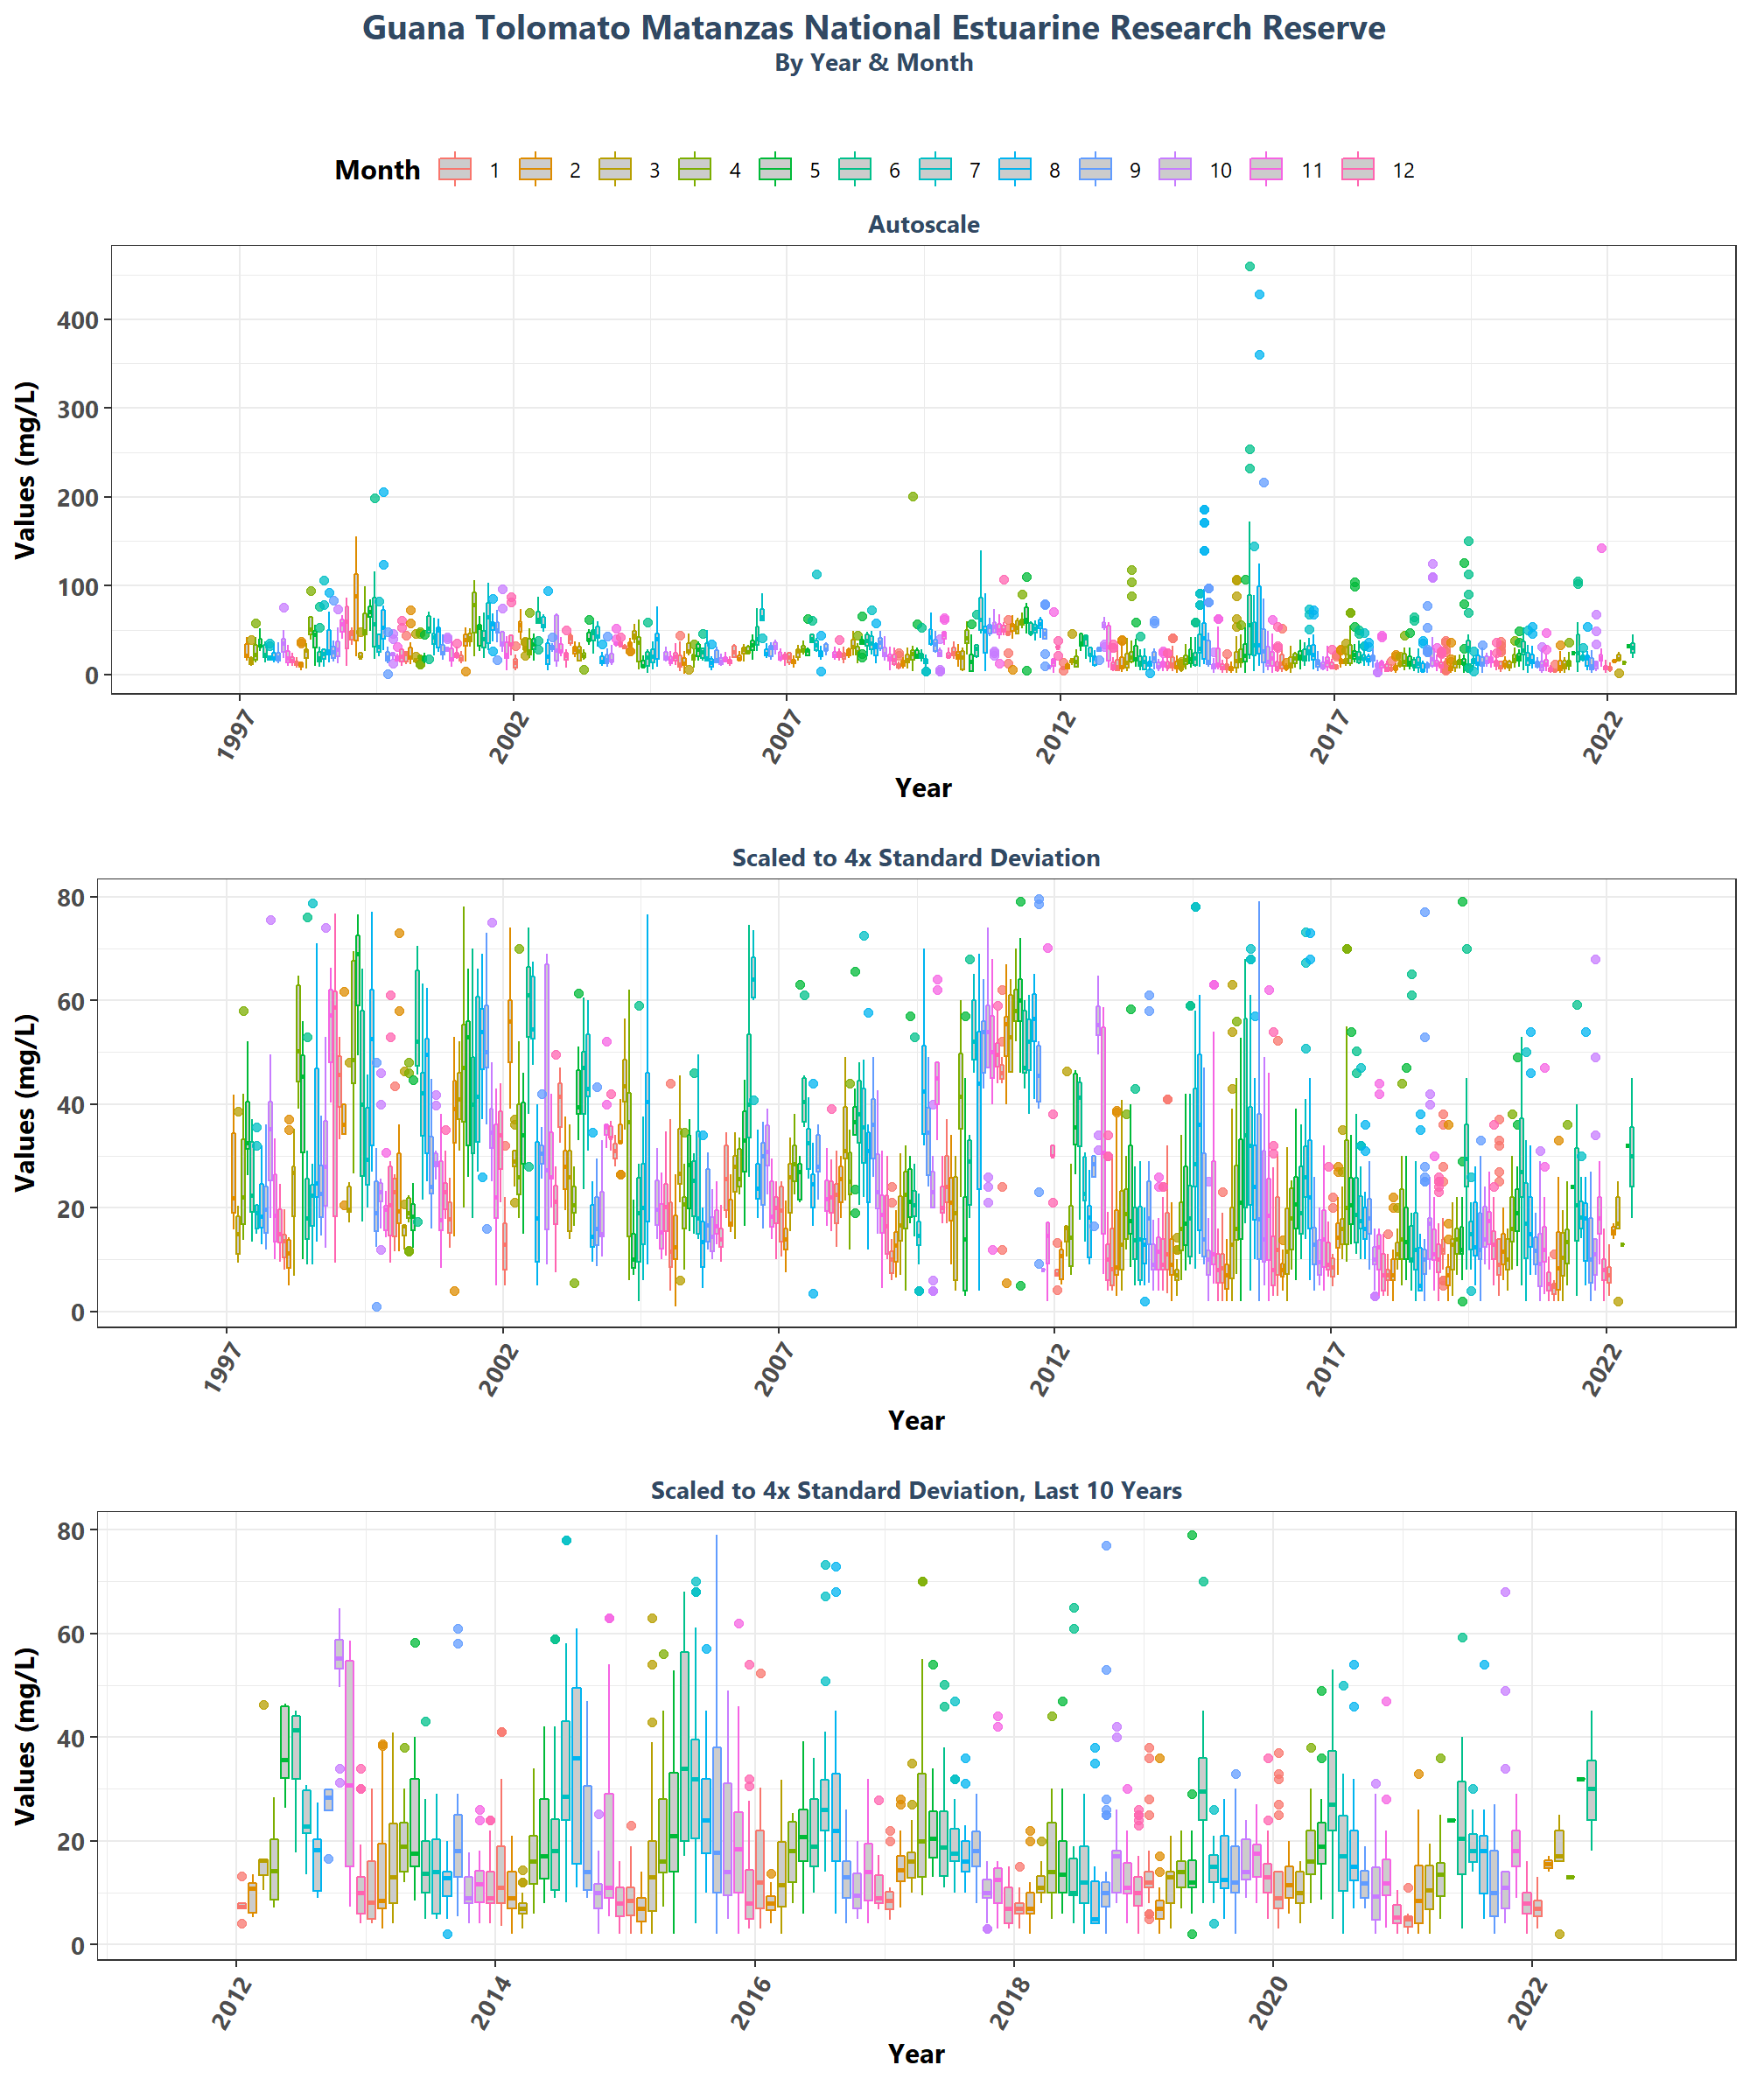 Guana Tolomato Matanzas National Estuarine Research Reserve
By Year & Month
Month 1 2 3 4 5 6 7 8 9 10 11 12
Autoscale
Values (mg/L)
400
300
200
100
0
1997 2002 2007 2012 2017 2022
Year
Scaled to 4x Standard Deviation
Values (mg/L)
80
60
40
20
0
1997 2002 2007 2012 2017 2022
Year
Scaled to 4x Standard Deviation, Last 10 Years
Values (mg/L)
80
60
40
20
0
2012 2014 2016 2018 2020 2022
Year